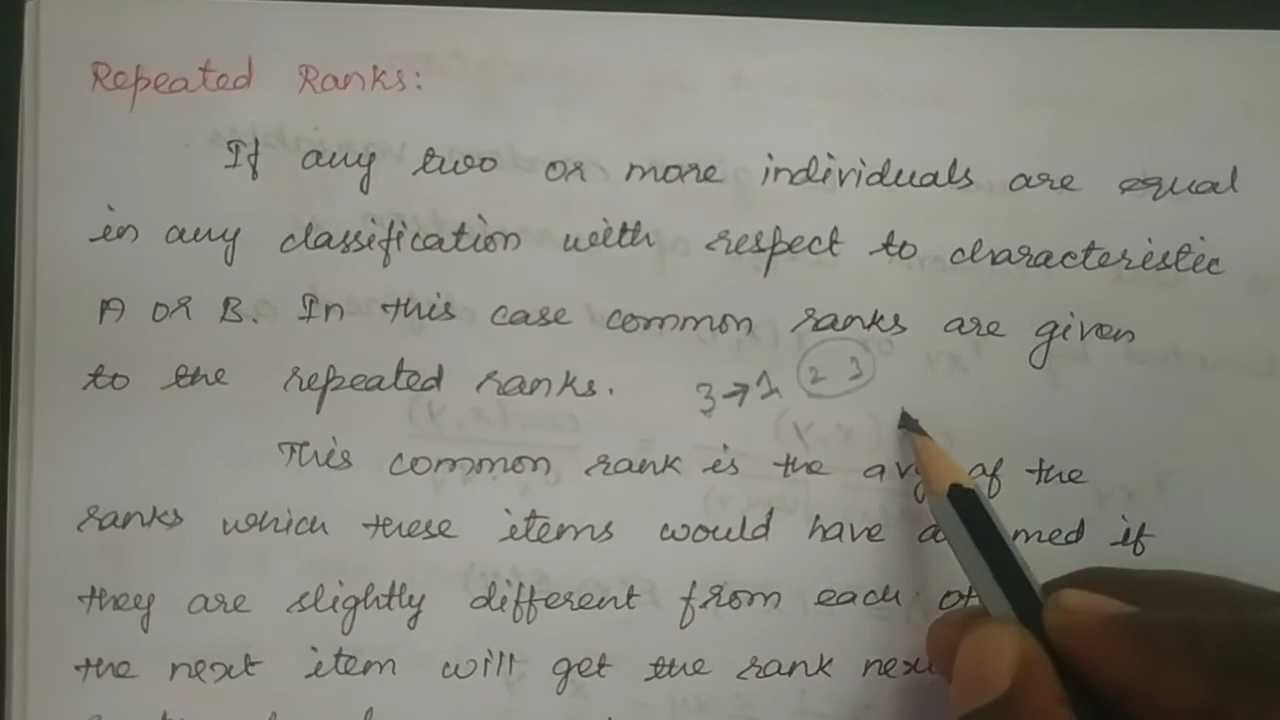 Repeated Ranks:
If any two or more individuals are equal
in any classification with respect to characteristic
A or B. In this case common ranks are given
to the repeated ranks. 3→1 2 3
This common rank is the avg of the
ranks which these items would have if
they are slightly different from each
the next item will get the rank